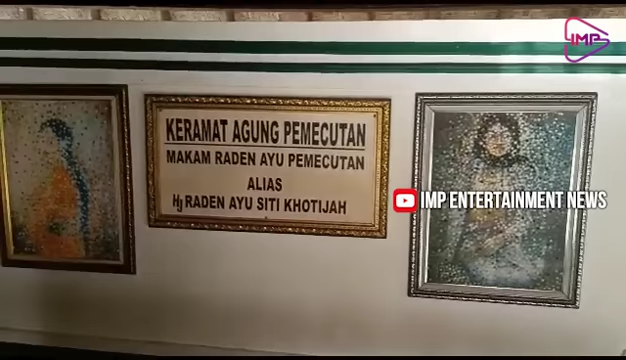 IMP
KERAMAT AGUNG PEMECUTAN
MAKAM RADEN AYU PEMECUTAN
ALIAS
Hj RADEN AYU SITI KHOTIJAH
IMP ENTERTAINMENT NEWS